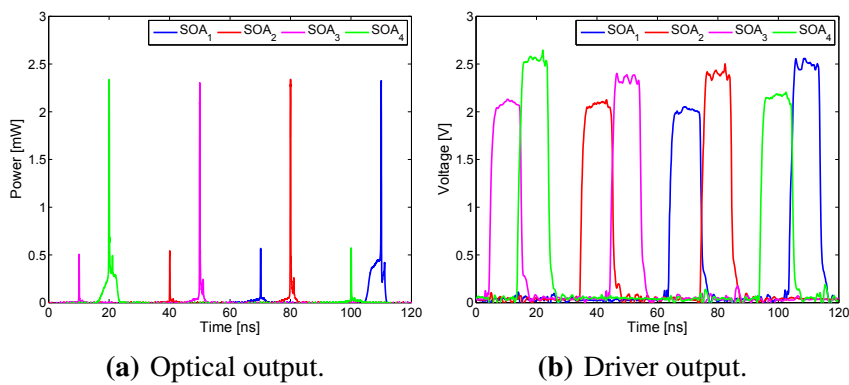 SOA1 SOA2 SOA3 SOA4
3
2.5
2
1.5
1
0.5
0
Power [mW]
0 20 40 60 80 100 120
Time [ns]
(a) Optical output.
SOA1 SOA2 SOA3 SOA4
3
2.5
2
1.5
1
0.5
0
Voltage [V]
0 20 40 60 80 100 120
Time [ns]
(b) Driver output.